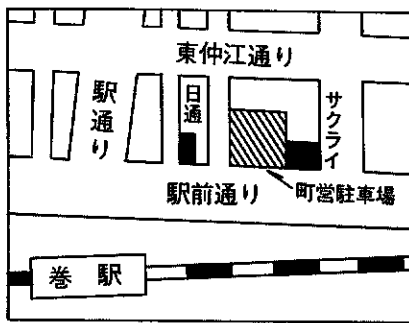 東仲江通り
駅通り
日通
サクライ
駅前通り
町営駐車場
巻駅